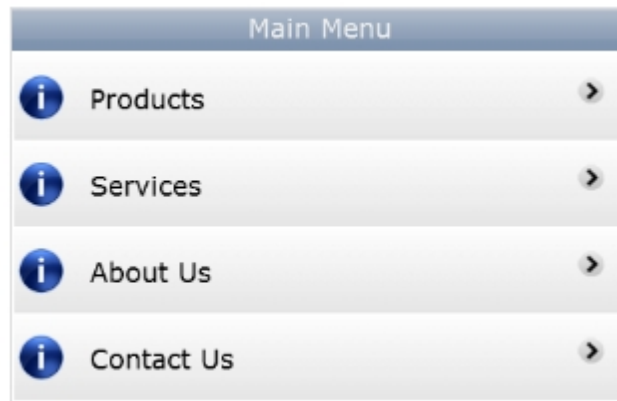 Main Menu
Products
Services
About Us
Contact Us